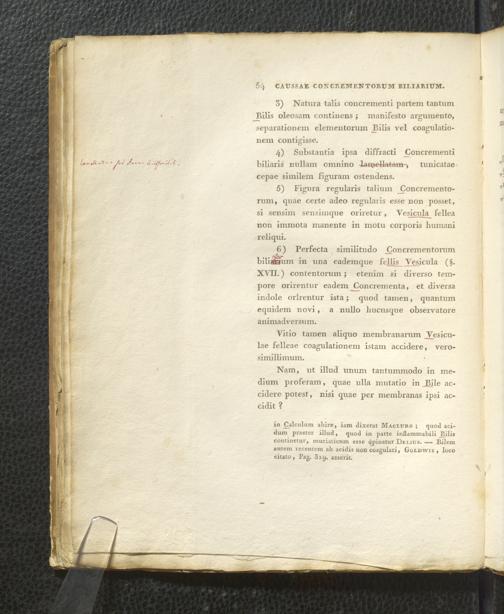 54 CAUSSAE CONCREMENTORUM BILIARIUM.
3) Natura talis concrementi partem tantum
Bilis oleosam continens; manifesto argumento,
separationem elementorum Bilis vel coagulatio-
nem contigisse.
4) Substantia ipsa diffracti Concrementi
biliaris nullam omnino lamellatam, tunicatae
cepae similem figuram ostendens.
5) Figura regularis talium Concremento-
rum, quae certe adeo regularis esse non posset,
si sensim sensimque oriretur, Vesicula fellea
non immota manente in motu corporis humani
reliqui.
6) Perfecta similitudo Concrementorum
in una eademque fellis Vesicula (§.
XVII.) contentorum; etenim si diverso tem-
pore orirentur eadem Concrementa, et diversa
indole orirentur ista; quod tamen, quantum
equidem novi, a nullo hucusque observatore
animadversum.
Vitio tamen aliquo membranarum Vesicu-
lae felleae coagulationem istam accidere, vero-
simillimum.
Nam, ut illud unum tantummodo in me-
dium proferam, quae ulla mutatio in Bile ac-
cidere potest, nisi quae per membranas ipsi ac-
cidit?
in Calculum abire, iam dixerat MACLURG; quod aci-
dum praeter illud, quod in parte inflammabili Bilis
continetur, muriaticum esse opinatur DELIUS. — Bilem
autem recentem ab acidis non coagulari, GOLDWIZ, loco
citato, Pag. 329. asserit.